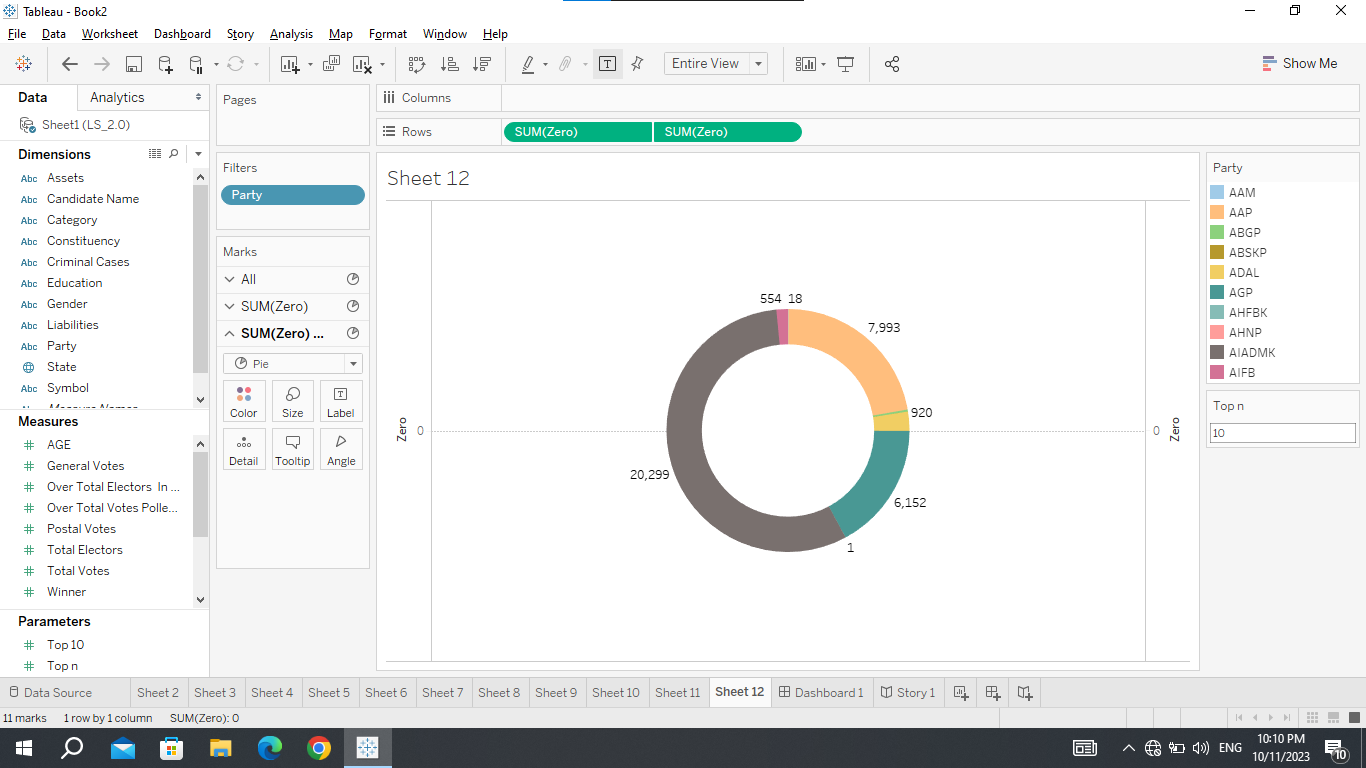 Tableau - Book2
File Data Worksheet Dashboard Story Analysis Map Format Window Help
Entire View
Show Me
Data Analytics
Sheet1 (LS_2.0)
Dimensions
Abc Assets
Abc Candidate Name
Abc Category
Abc Constituency
Abc Criminal Cases
Abc Education
Abc Gender
Abc Liabilities
Abc Party
State
Abc Symbol
Abc Measure Names
Measures
# AGE
# General Votes
# Over Total Electors In ...
# Over Total Votes Polle...
# Postal Votes
# Total Electors
# Total Votes
# Winner
Parameters
# Top 10
# Top n
Pages
Filters
Party
Marks
All
SUM(Zero)
SUM(Zero) ...
Pie
Color Size Label
Detail Tooltip Angle
Columns
Rows SUM(Zero) SUM(Zero)
Sheet 12
554 18
7,993
920
Zero 0
0 Zero
20,299
6,152
1
Party
AAM
AAP
ABGP
ABSKP
ADAL
AGP
AHFBK
AHNP
AIADMK
AIFB
Top n
10
Data Source Sheet 2 Sheet 3 Sheet 4 Sheet 5 Sheet 6 Sheet 7 Sheet 8 Sheet 9 Sheet 10 Sheet 11 Sheet 12 Dashboard 1 Story 1
11 marks 1 row by 1 column SUM(Zero): 0
ENG
10:10 PM
10/11/2023
10